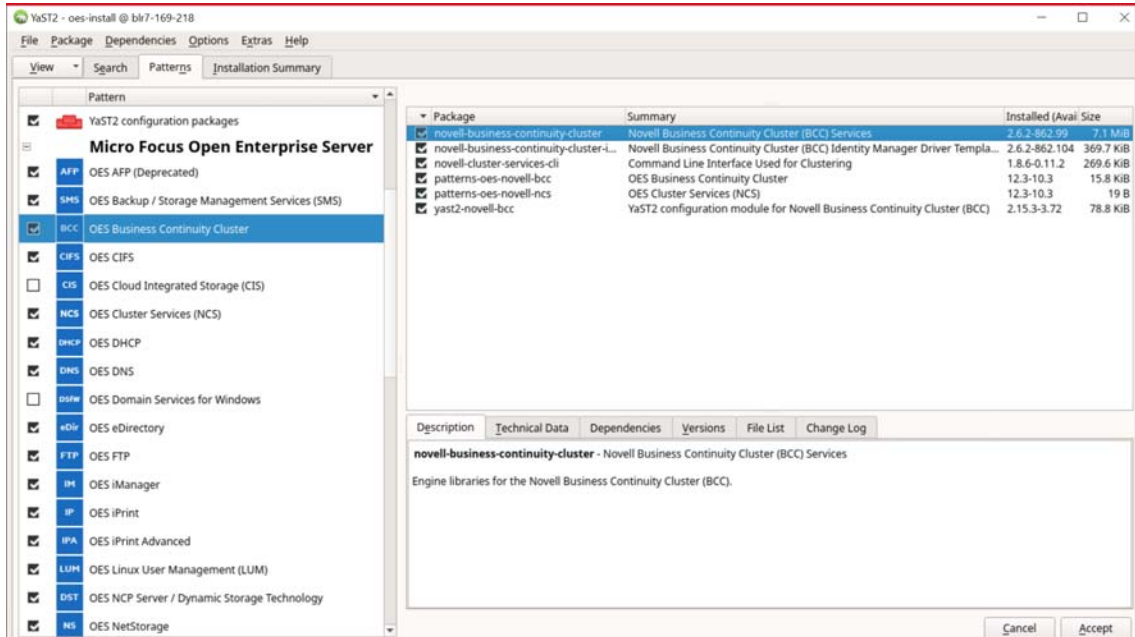 YaST2 - oes-install @ blr7-169-218
File Package Dependencies Options Extras Help
View Search Patterns Installation Summary
Pattern
YaST2 configuration packages
Micro Focus Open Enterprise Server
AFP OES AFP (Deprecated)
SMS OES Backup / Storage Management Services (SMS)
BCC OES Business Continuity Cluster
CIFS OES CIFS
CIS OES Cloud Integrated Storage (CIS)
NCS OES Cluster Services (NCS)
DHCP OES DHCP
DNS OES DNS
DSfW OES Domain Services for Windows
eDir OES eDirectory
FTP OES FTP
IM OES iManager
IP OES iPrint
IPA OES iPrint Advanced
LUM OES Linux User Management (LUM)
DST OES NCP Server / Dynamic Storage Technology
NS OES NetStorage
Package Summary Installed (Avai Size
novell-business-continuity-cluster Novell Business Continuity Cluster (BCC) Services 2.6.2-862.99 7.1 MiB
novell-business-continuity-cluster-i... Novell Business Continuity Cluster (BCC) Identity Manager Driver Templa... 2.6.2-862.104 369.7 KiB
novell-cluster-services-cli Command Line Interface Used for Clustering 1.8.6-0.11.2 269.6 KiB
patterns-oes-novell-bcc OES Business Continuity Cluster 12.3-10.3 15.8 KiB
patterns-oes-novell-ncs OES Cluster Services (NCS) 12.3-10.3 19 B
yast2-novell-bcc YaST2 configuration module for Novell Business Continuity Cluster (BCC) 2.15.3-3.72 78.8 KiB
Description Technical Data Dependencies Versions File List Change Log
novell-business-continuity-cluster - Novell Business Continuity Cluster (BCC) Services
Engine libraries for the Novell Business Continuity Cluster (BCC).
Cancel Accept